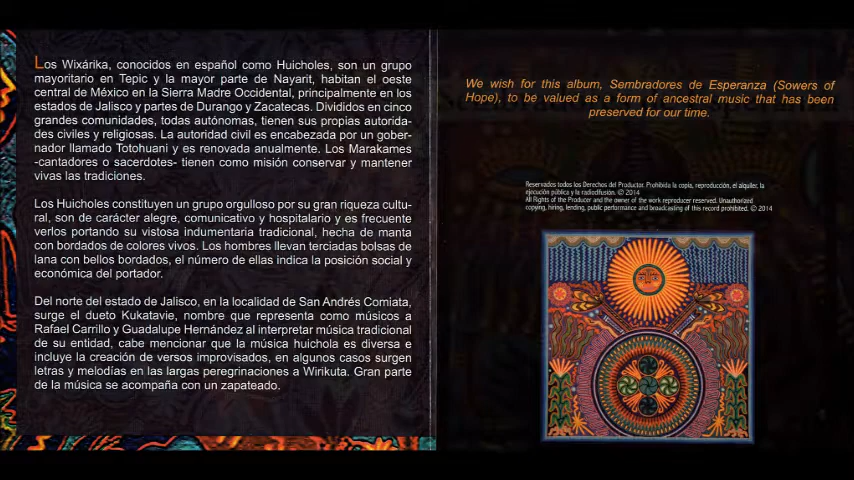 Los Wixárika, conocidos en español como Huicholes, son un grupo
mayoritario en Tepic y la mayor parte de Nayarit, habitan el oeste
central de México en la Sierra Madre Occidental, principalmente en los
estados de Jalisco y partes de Durango y Zacatecas. Divididos en cinco
grandes comunidades, todas autónomas, tienen sus propias autorida-
des civiles y religiosas. La autoridad civil es encabezada por un gober-
nador llamado Totohuani y es renovada anualmente. Los Marakames
-cantadores o sacerdotes- tienen como misión conservar y mantener
vivas las tradiciones.
Los Huicholes constituyen un grupo orgulloso por su gran riqueza cultu-
ral, son de carácter alegre, comunicativo y hospitalario y es frecuente
verlos portando su vistosa indumentaria tradicional, hecha de manta
con bordados de colores vivos. Los hombres llevan terciadas bolsas de
lana con bellos bordados, el número de ellas indica la posición social y
económica del portador.
Del norte del estado de Jalisco, en la localidad de San Andrés Comiata,
surge el dueto Kukatavie, nombre que representa como músicos a
Rafael Carrillo y Guadalupe Hernández al interpretar música tradicional
de su entidad, cabe mencionar que la música huichola es diversa e
incluye la creación de versos improvisados, en algunos casos surgen
letras y melodías en las largas peregrinaciones a Wirikuta. Gran parte
de la música se acompaña con un zapateado.
We wish for this album, Sembradores de Esperanza (Sowers of
Hope), to be valued as a form of ancestral music that has been
preserved for our time.
Reservados todos los Derechos del Productor. Prohibida la copia, reproducción, el alquiler, la
ejecución pública y la radiodifusión. © 2014
All Rights of the Producer and the owner of the work reproducer reserved. Unauthorized
copying, hiring, lending, public performance and broadcasting of this record prohibited. © 2014